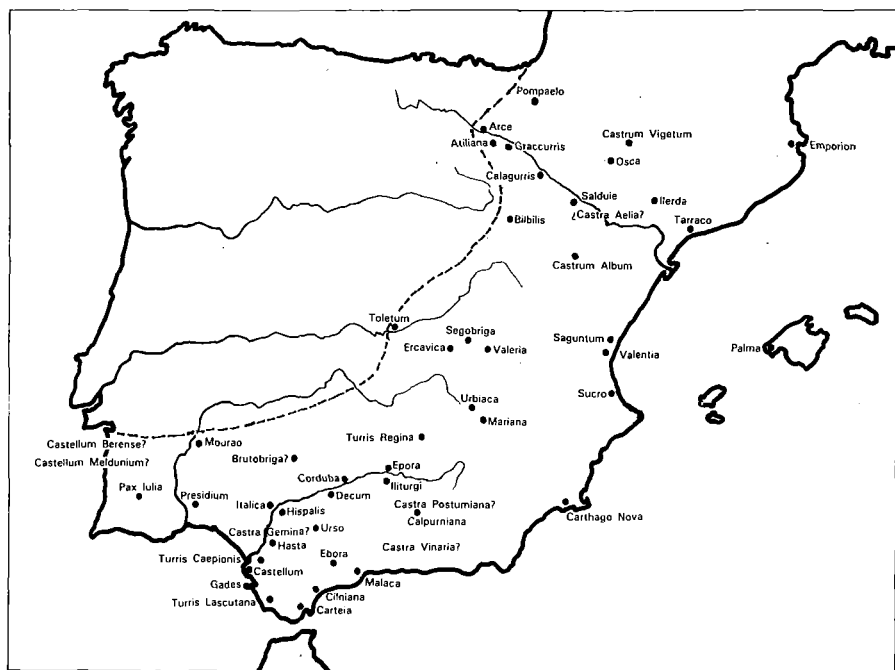 Pompaelo
Arce
Atiliana
Graccurris
Castrum Vigetum
Osca
Emporion
Calagurris
Salduie
Ilerda
¿Castra Aelia?
Tarraco
Bilbilis
Castrum Album
Toletum
Segobriga
Ercavica
Valeria
Saguntum
Valentia
Palma
Sucro
Urbiaca
Mariana
Castellum Berense?
Mourao
Turris Regina
Castellum Meldunium?
Brutobriga?
Epora
Corduba
Iliturgi
Pax Iulia
Presidium
Italica
Decum
Hispalis
Castra Postumiana?
Calpurniana
Carthago Nova
Castra Gemina?
Urso
Hasta
Castra Vinaria?
Turris Caepionis
Ebora
Castellum
Malaca
Gades
Cilniana
Turris Lascutana
Carteia